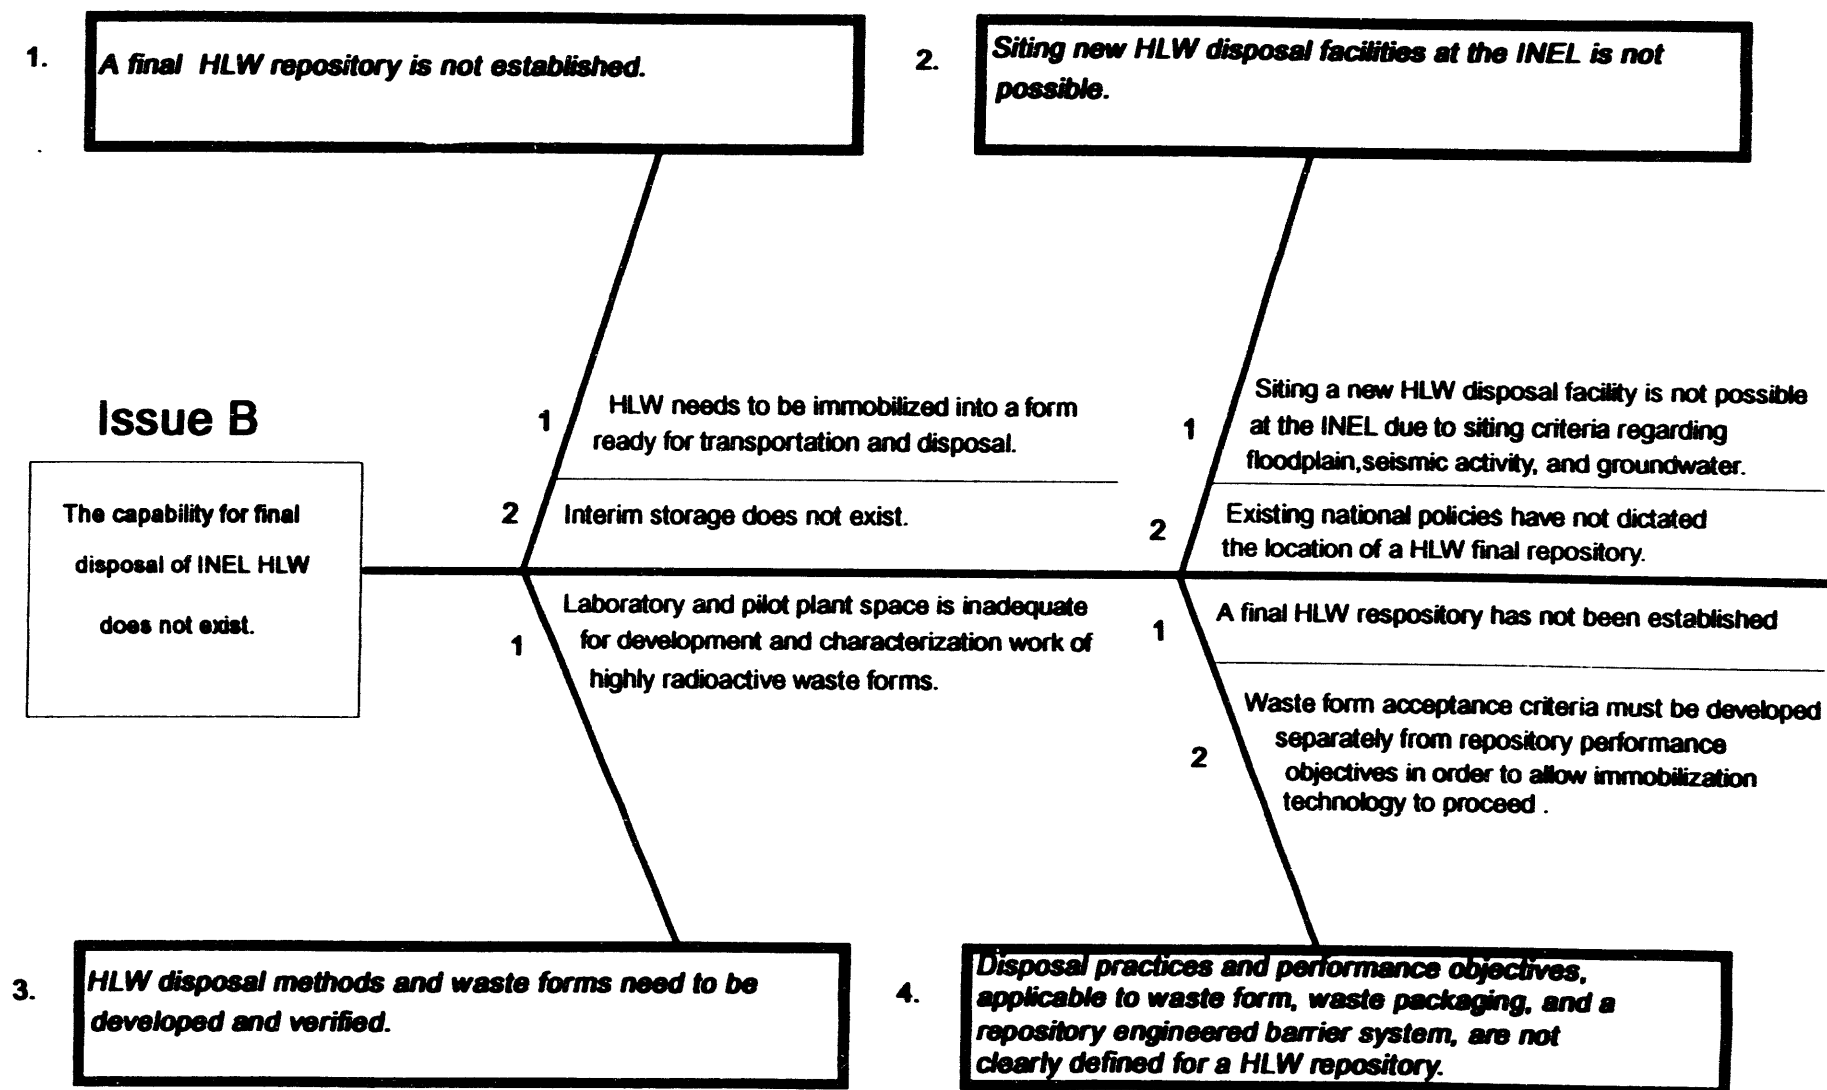 1.
A final HLW repository is not established.
2.
Siting new HLW disposal facilities at the INEL is not
possible.
Issue B
The capability for final
disposal of INEL HLW
does not exist.
1
HLW needs to be immobilized into a form
ready for transportation and disposal.
2
Interim storage does not exist.
1
Siting a new HLW disposal facility is not possible
at the INEL due to siting criteria regarding
floodplain,seismic activity, and groundwater.
2
Existing national policies have not dictated
the location of a HLW final repository.
1
Laboratory and pilot plant space is inadequate
for development and characterization work of
highly radioactive waste forms.
1
A final HLW respository has not been established
2
Waste form acceptance criteria must be developed
separately from repository performance
objectives in order to allow immobilization
technology to proceed .
3.
HLW disposal methods and waste forms need to be
developed and verified.
4.
Disposal practices and performance objectives,
applicable to waste form, waste packaging, and a
repository engineered barrier system, are not
clearly defined for a HLW repository.